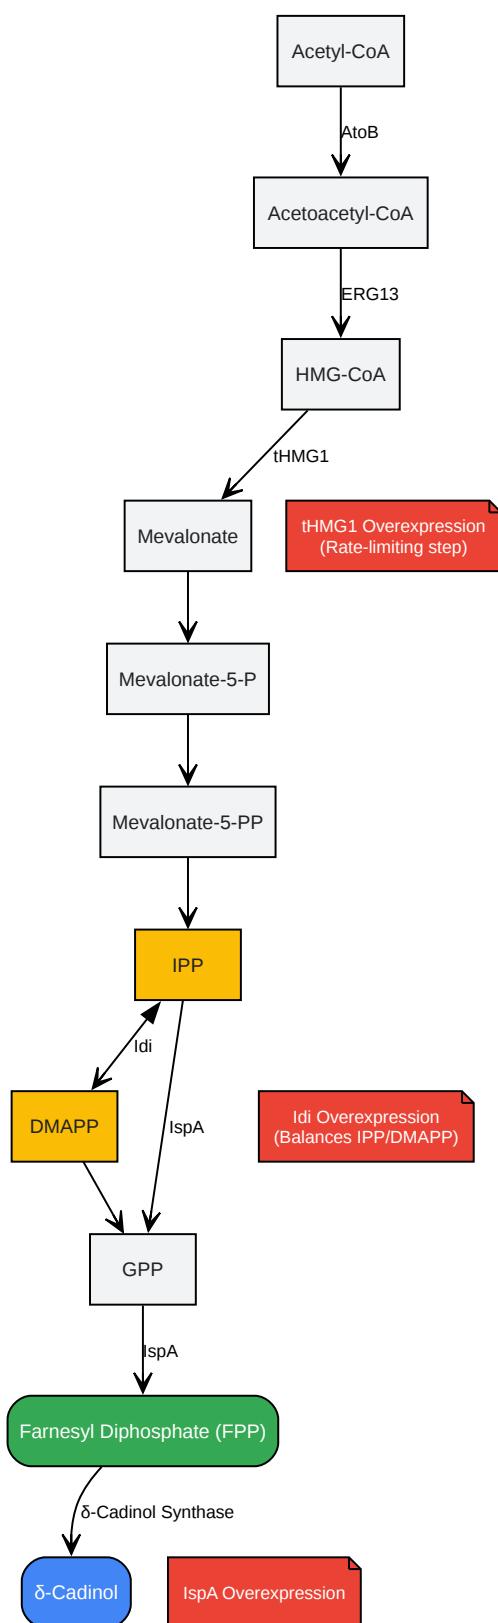 Acetyl-CoA
AtoB
Acetoacetyl-CoA
ERG13
HMG-CoA
tHMG1
Mevalonate
tHMG1 Overexpression
(Rate-limiting step)
Mevalonate-5-P
Mevalonate-5-PP
IPP
Idi
DMAPP
IspA
Idi Overexpression
(Balances IPP/DMAPP)
GPP
IspA
Farnesyl Diphosphate (FPP)
δ-Cadinol Synthase
δ-Cadinol
IspA Overexpression